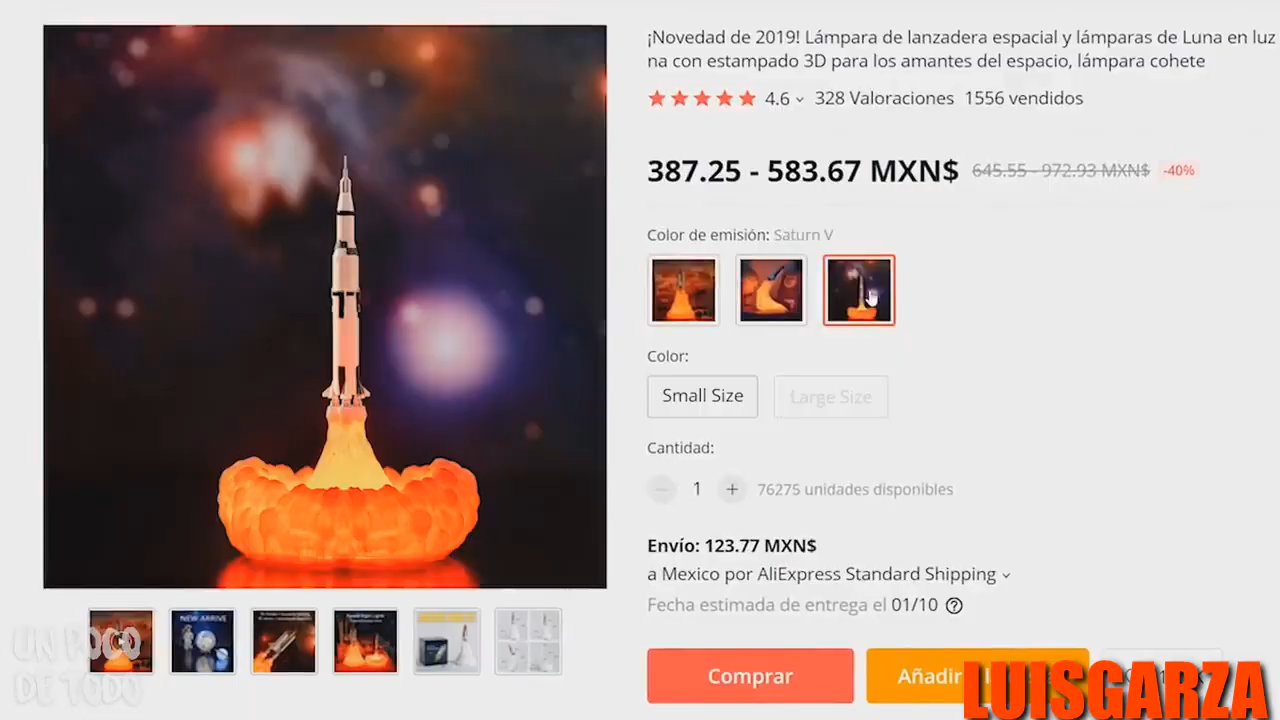 ¡Novedad de 2019! Lámpara de lanzadera espacial y lámparas de Luna en luz
na con estampado 3D para los amantes del espacio, lámpara cohete
4.6 328 Valoraciones 1556 vendidos
387.25 - 583.67 MXN$ 645.55 - 972.93 MXN$ -40%
Color de emisión: Saturn V
Color:
Small Size Large Size
Cantidad:
1 76275 unidades disponibles
Envío: 123.77 MXN$
a Mexico por AliExpress Standard Shipping
Fecha estimada de entrega el 01/10
NEW ARRIVE
UN POCO
DE TODO
Comprar
Añadir
LUISGARZA